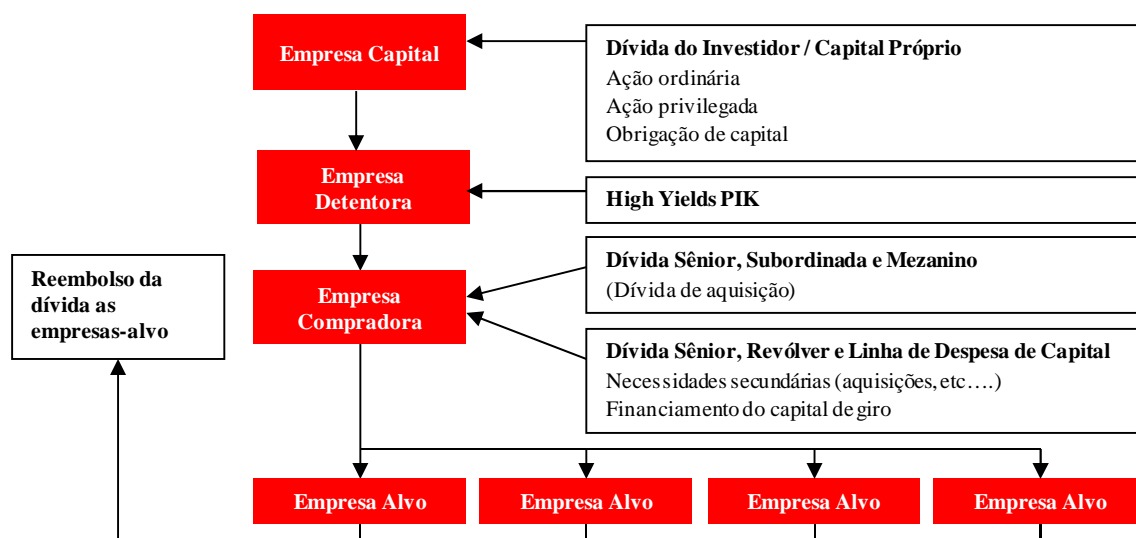 Empresa Capital
Dívida do Investidor / Capital Próprio
Ação ordinária
Ação privilegada
Obrigação de capital
Empresa
Detentora
High Yields PIK
Reembolso da
dívida as
empresas-alvo
Empresa
Compradora
Dívida Sênior, Subordinada e Mezanino
(Dívida de aquisição)
Dívida Sênior, Revólver e Linha de Despesa de Capital
Necessidades secundárias (aquisições, etc….)
Financiamento do capital de giro
Empresa Alvo
Empresa Alvo
Empresa Alvo
Empresa Alvo